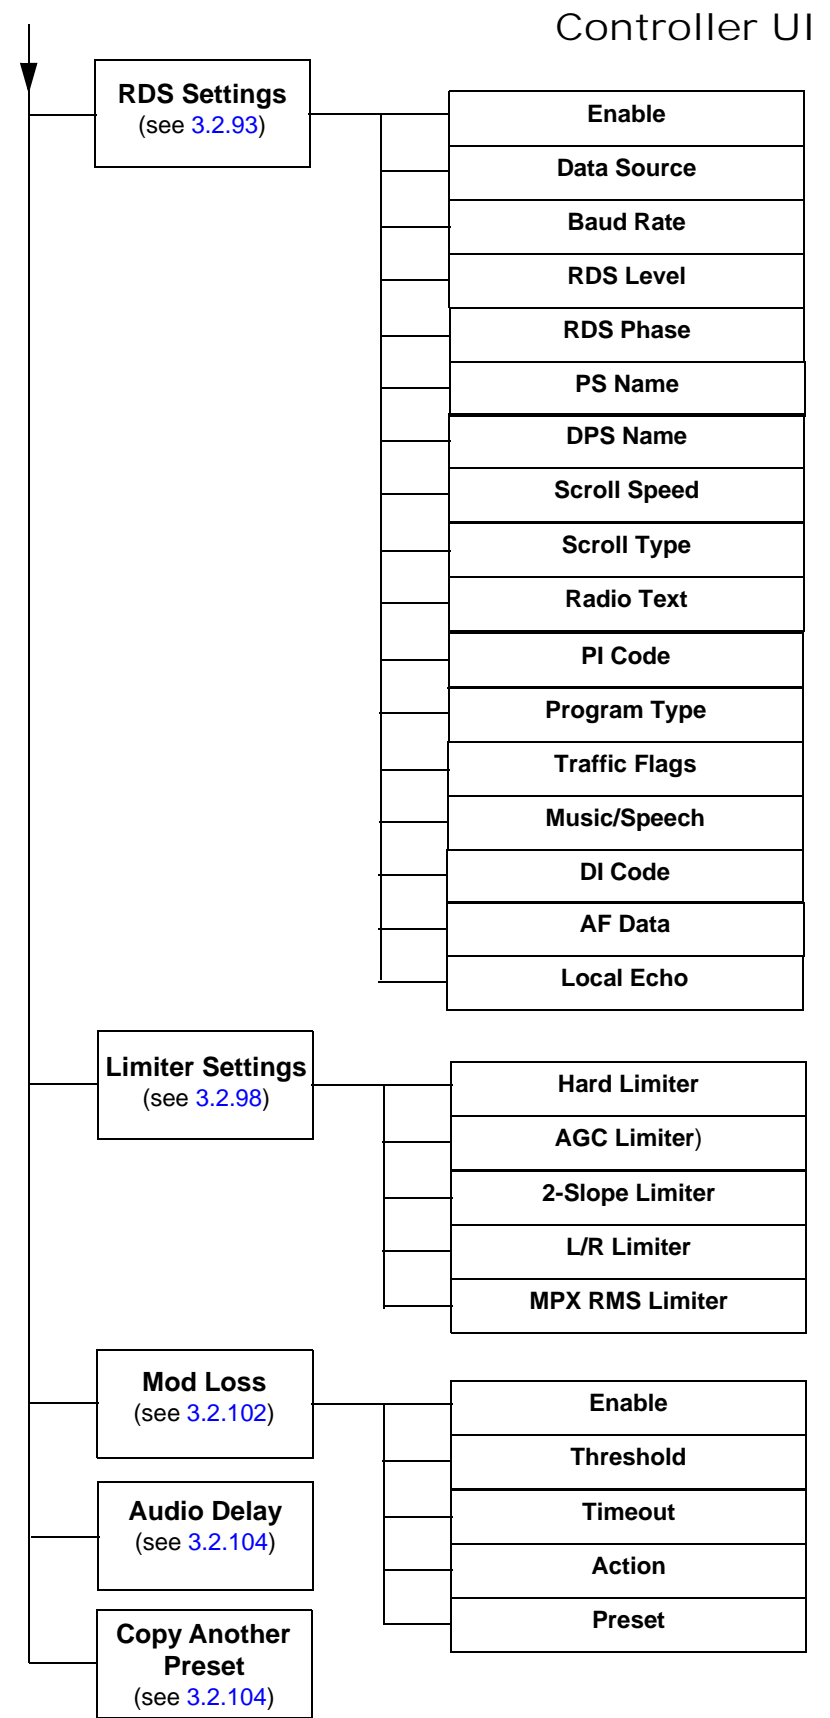 Controller UI
RDS Settings
(see 3.2.93)
Enable
Data Source
Baud Rate
RDS Level
RDS Phase
PS Name
DPS Name
Scroll Speed
Scroll Type
Radio Text
PI Code
Program Type
Traffic Flags
Music/Speech
DI Code
AF Data
Local Echo
Limiter Settings
(see 3.2.98)
Hard Limiter
AGC Limiter)
2-Slope Limiter
L/R Limiter
MPX RMS Limiter
Mod Loss
(see 3.2.102)
Enable
Threshold
Timeout
Action
Preset
Audio Delay
(see 3.2.104)
Copy Another
Preset
(see 3.2.104)